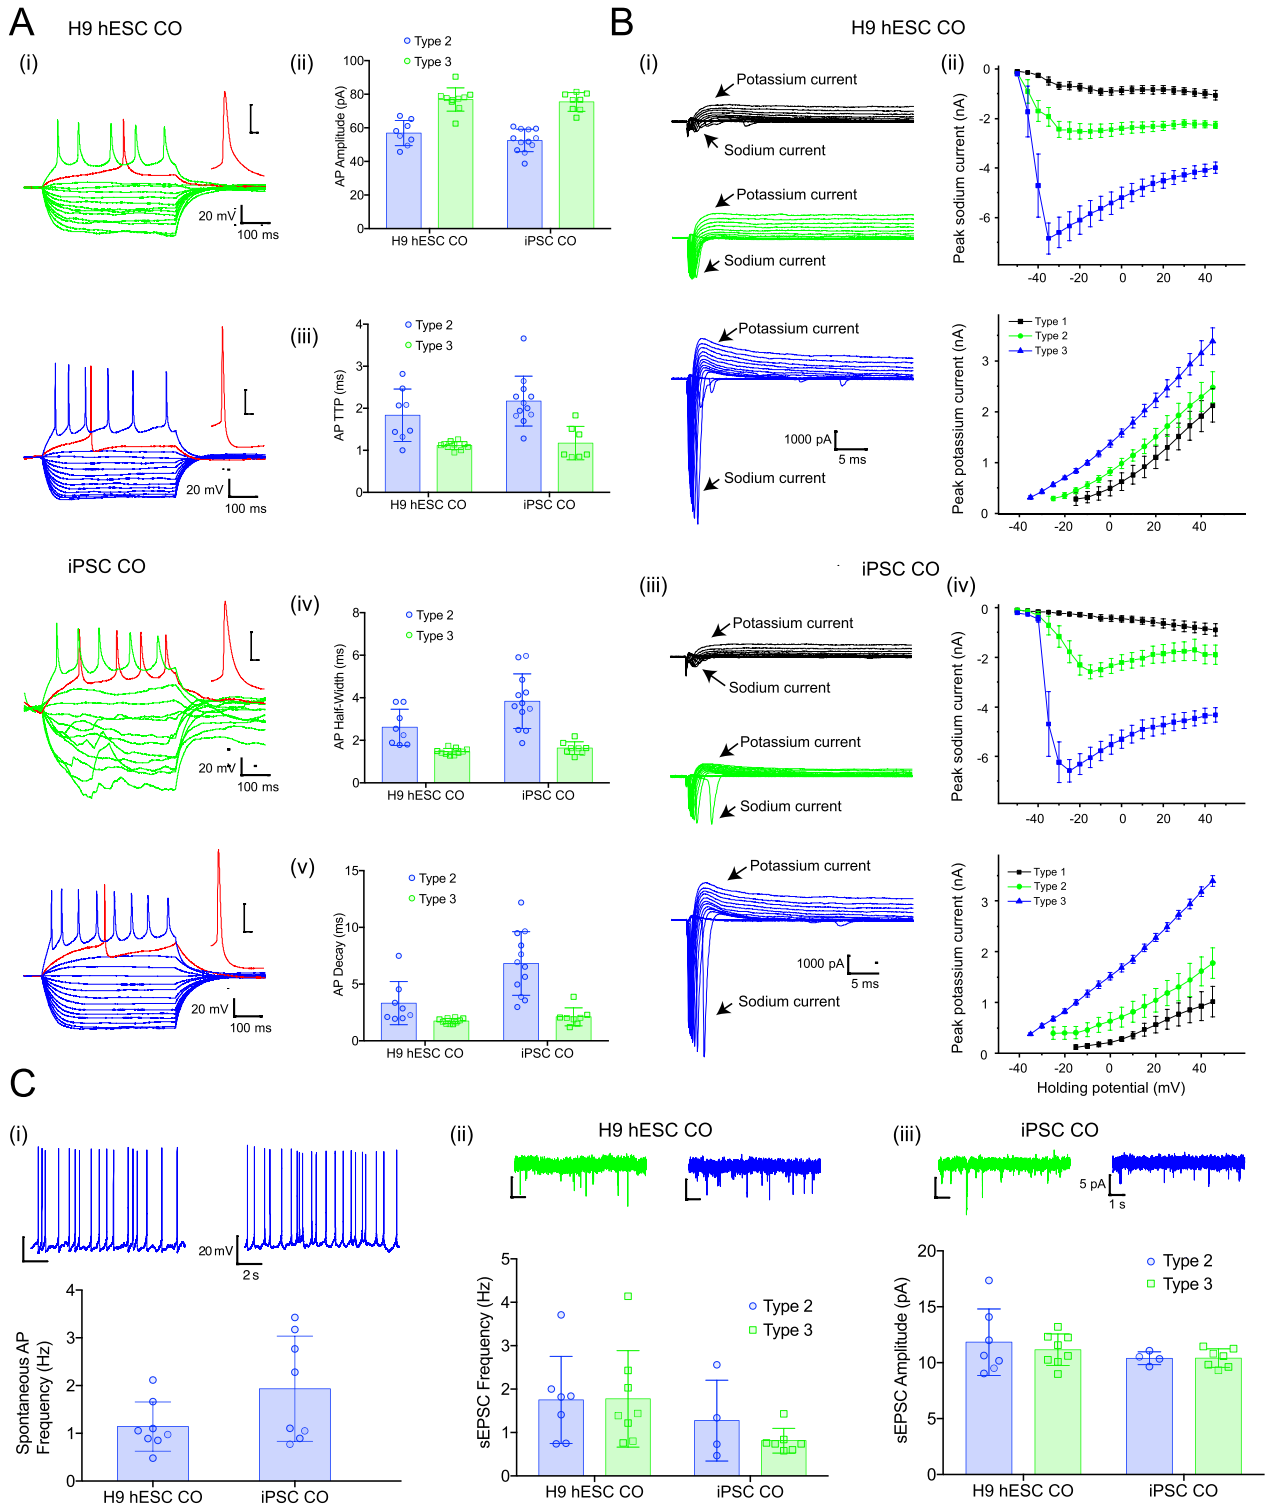 A
H9 hESC CO
(i)
20 mV
100 ms
20 mV
100 ms
iPSC CO
20 mV
100 ms
20 mV
100 ms
(ii)
Type 2
Type 3
AP Amplitude (pA)
100
80
60
40
20
0
H9 hESC CO
iPSC CO
(iii)
Type 2
Type 3
AP TTP (ms)
4
3
2
1
0
H9 hESC CO
iPSC CO
(iv)
Type 2
Type 3
AP Half-Width (ms)
8
6
4
2
0
H9 hESC CO
iPSC CO
(v)
Type 2
Type 3
AP Decay (ms)
15
10
5
0
H9 hESC CO
iPSC CO
B
H9 hESC CO
(i)
Potassium current
Sodium current
Potassium current
Sodium current
Potassium current
1000 pA
5 ms
Sodium current
(ii)
Peak sodium current (nA)
0
-2
-4
-6
-40
-20
0
20
40
Type 1
Type 2
Type 3
Peak potassium current (nA)
3
2
1
0
-40
-20
0
20
40
iPSC CO
(iii)
Potassium current
Sodium current
Potassium current
Sodium current
Potassium current
1000 pA
5 ms
Sodium current
(iv)
Peak sodium current (nA)
0
-2
-4
-6
-40
-20
0
20
40
Type 1
Type 2
Type 3
Peak potassium current (nA)
3
2
1
0
-40
-20
0
20
40
Holding potential (mV)
C
(i)
20 mV
2 s
Spontaneous AP
Frequency (Hz)
4
3
2
1
0
H9 hESC CO
iPSC CO
(ii)
H9 hESC CO
sEPSC Frequency (Hz)
5
4
3
2
1
0
Type 2
Type 3
H9 hESC CO
iPSC CO
(iii)
iPSC CO
5 pA
1 s
sEPSC Amplitude (pA)
20
15
10
5
0
Type 2
Type 3
H9 hESC CO
iPSC CO